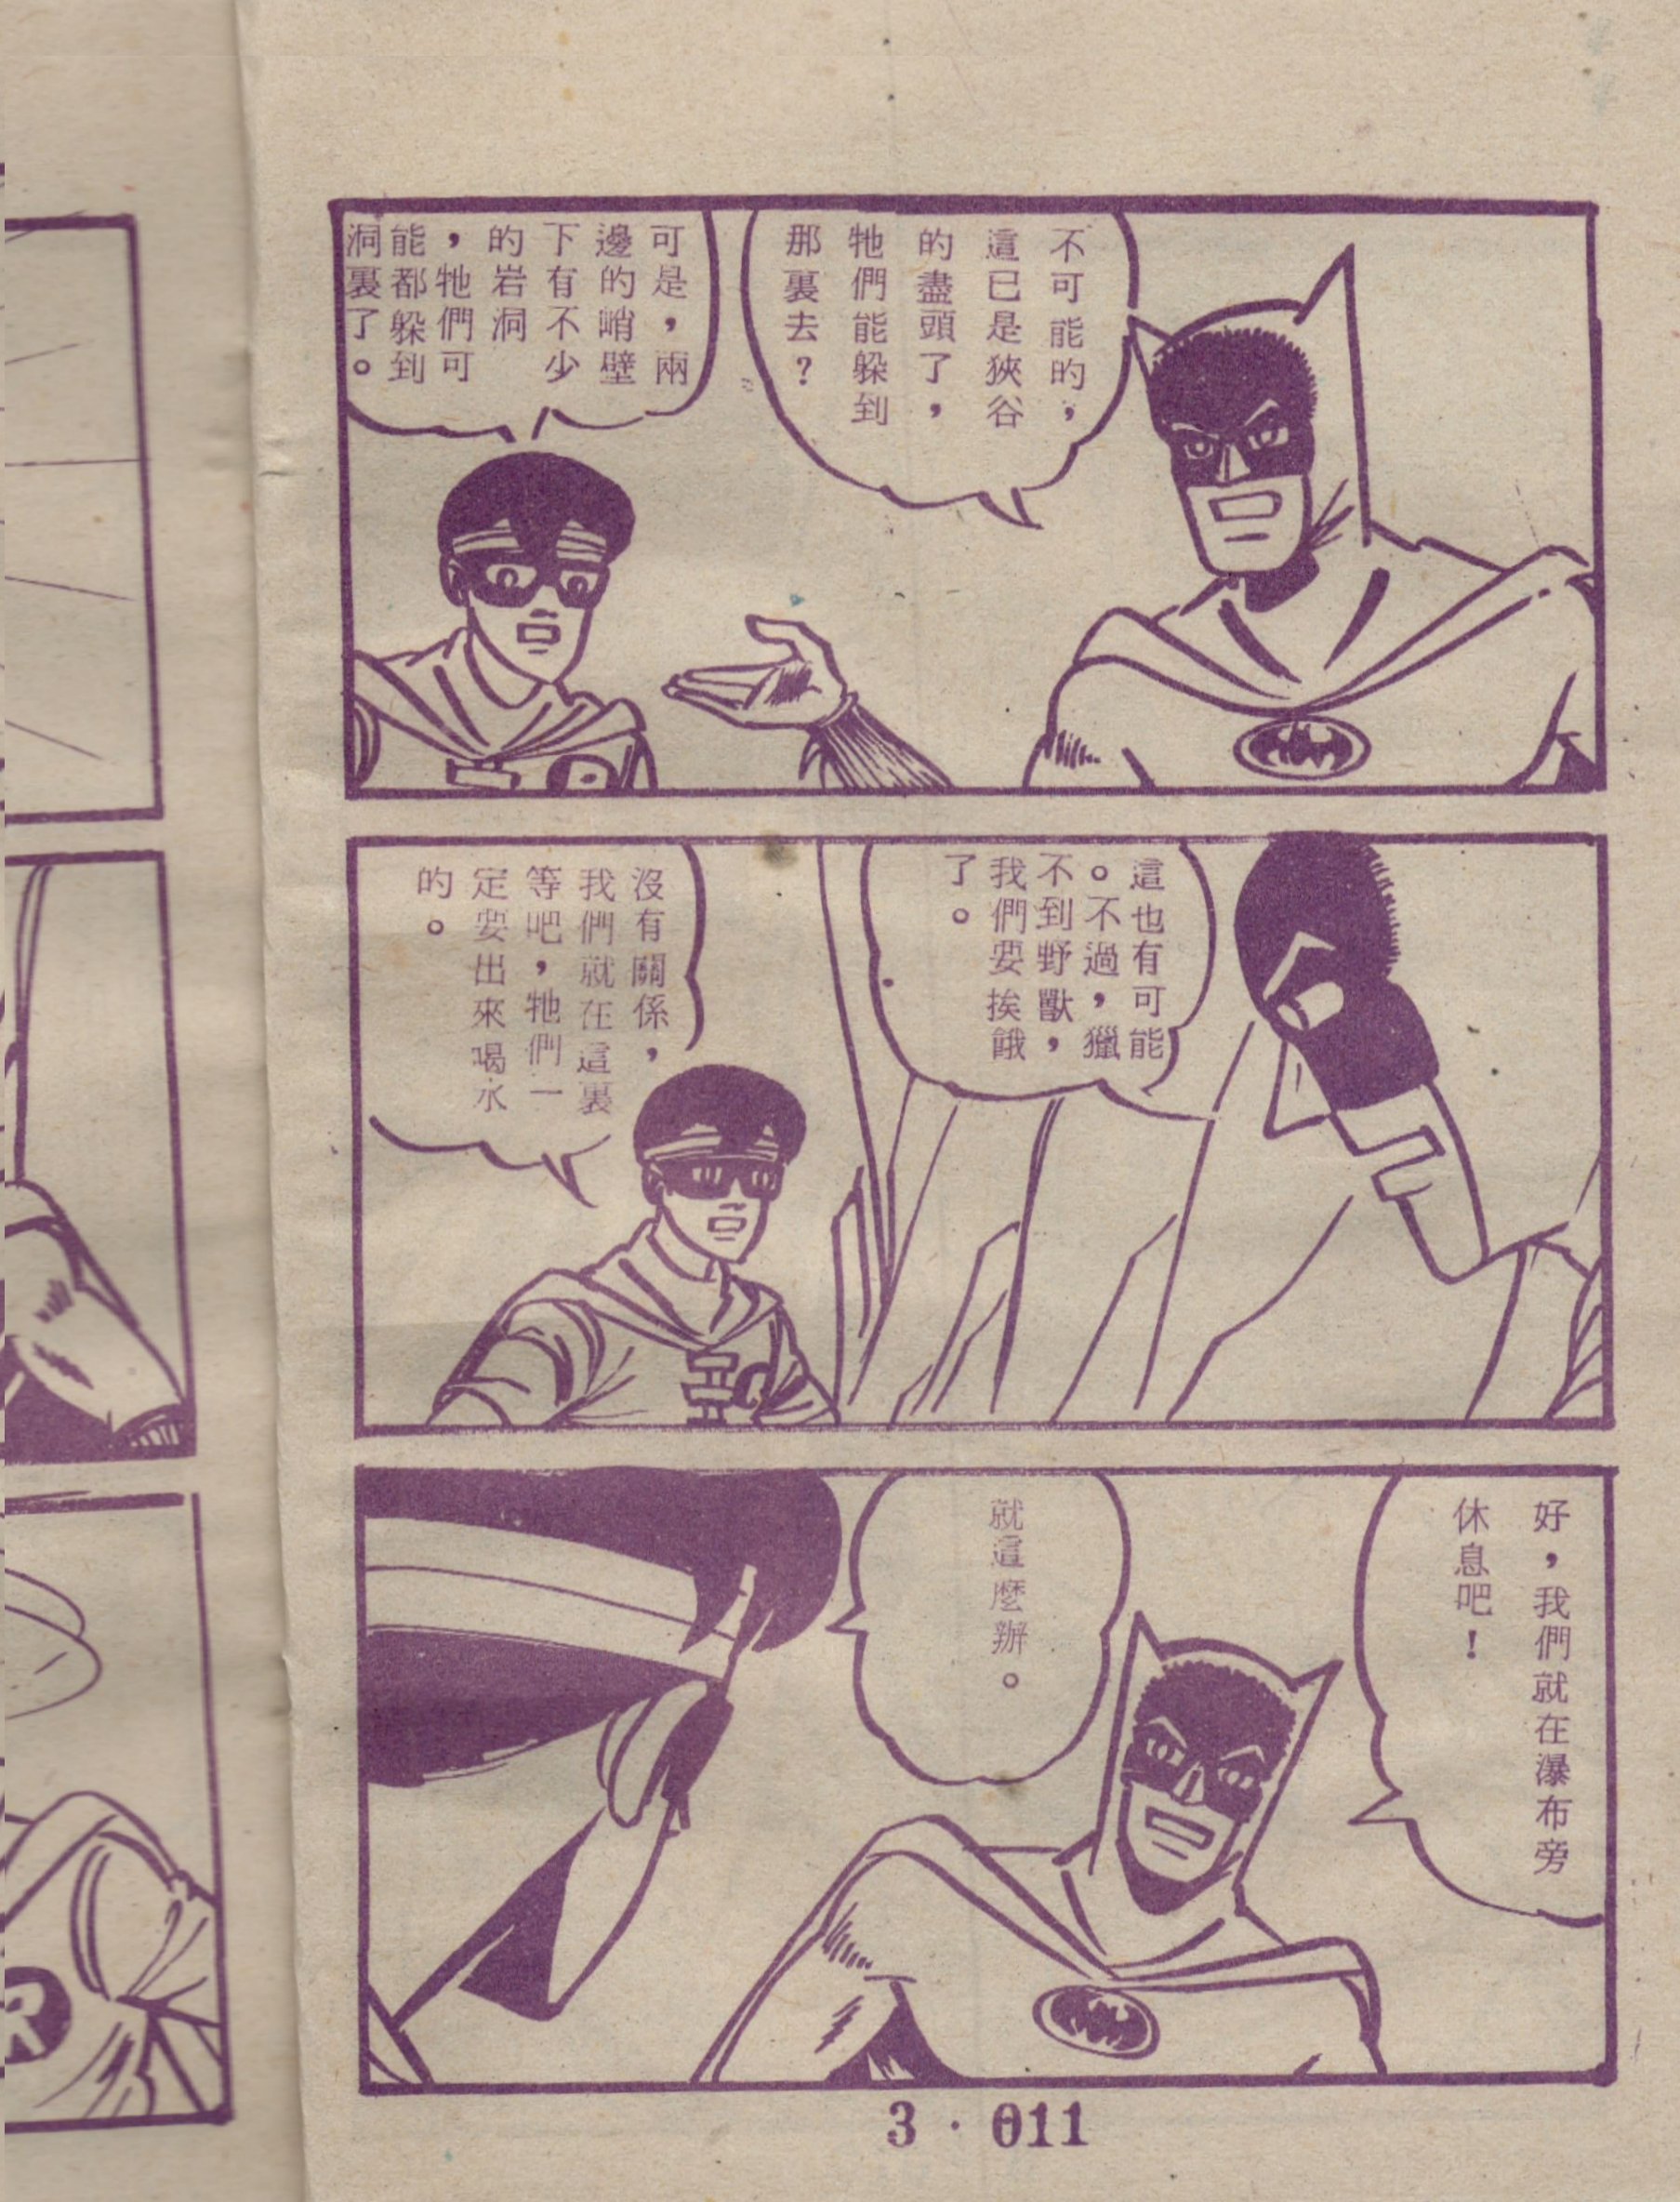 不可能的，
這已是狹谷
的盡頭了，
牠們能躲到
那裏去？
可是，兩
邊的峭壁
下有不少
的岩洞
，牠們可
能都躲到
洞裏了。
這也有可能
。不過，獵
不到野獸，
我們要挨餓
了。
沒有關係，
我們就在這裏
等吧，牠們一
定要出來喝水
的。
好，我們就在瀑布旁
休息吧！
就這麼辦。
3·011
R